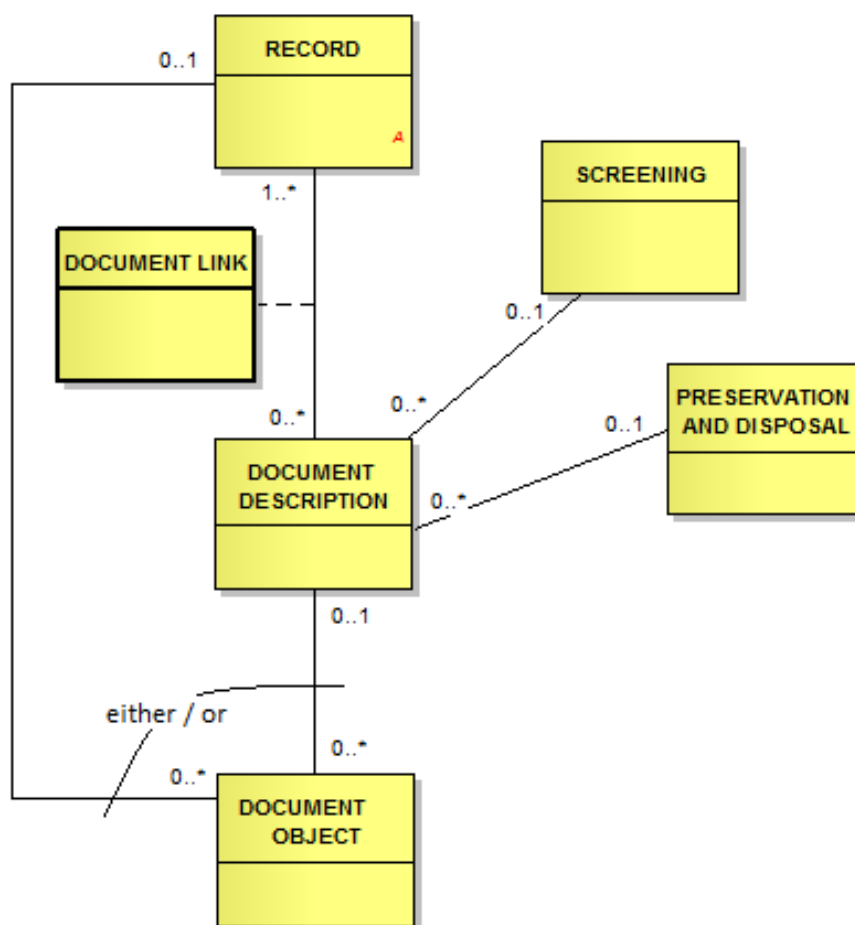 RECORD
0..1
A
1..*
SCREENING
DOCUMENT LINK
0..1
0..*
0..*
PRESERVATION
AND DISPOSAL
0..1
DOCUMENT
DESCRIPTION
0..*
0..1
either / or
0..*
0..*
DOCUMENT
OBJECT